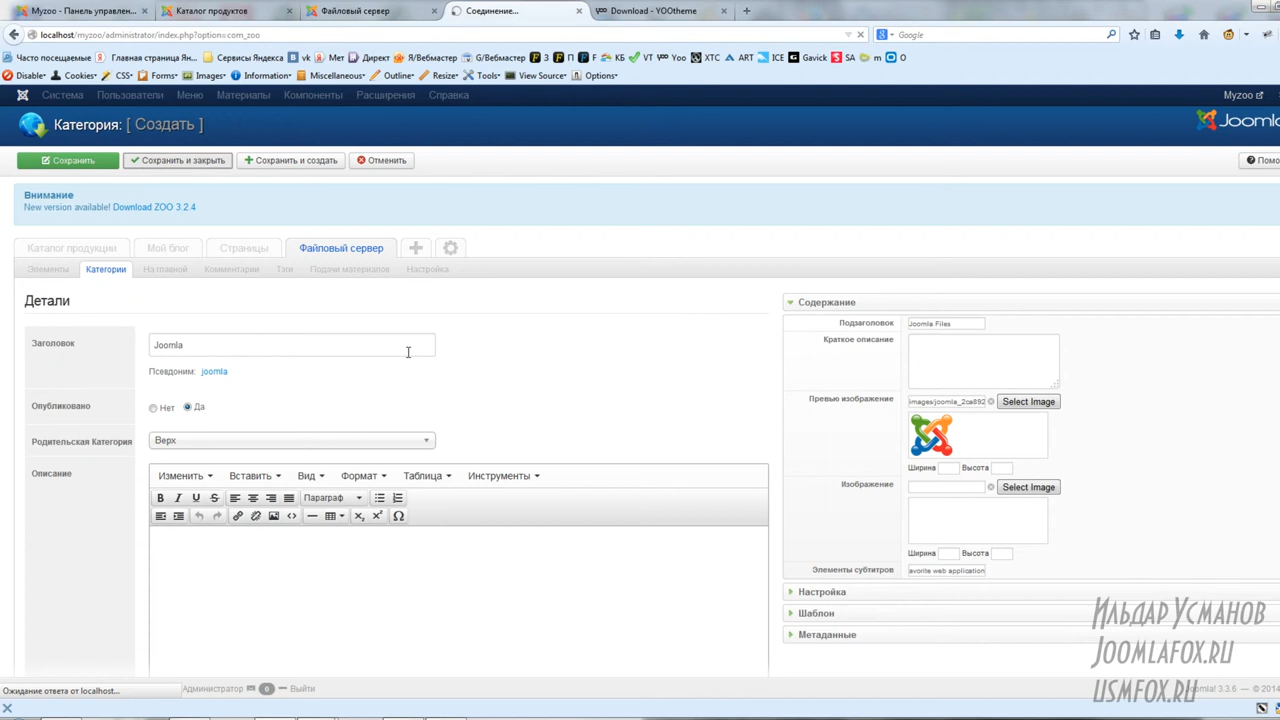 Myzoo - Панель управлен...
Каталог продуктов
Файловый сервер
Соединение...
Download - YOOtheme
localhost/myzoo/administrator/index.php?option=com_zoo
Google
Часто посещаемые Главная страница Ян... Сервисы Яндекса vk Мет Директ Я/Вебмастер G/Вебмастер З П F КБ VT Yoo XTC ART ICE Gavick SA m O
Disable Cookies CSS Forms Images Information Miscellaneous Outline Resize Tools View Source Options
Система Пользователи Меню Материалы Компоненты Расширения Справка Myzoo
Категория: [ Создать ]
Joomla
Сохранить Сохранить и закрыть Сохранить и создать Отменить Помо
Внимание
New version available! Download ZOO 3.2.4
Каталог продукции Мой блог Страницы Файловый сервер
Элементы Категории На главной Комментарии Тэги Подачи материалов Настройка
Детали
Заголовок Joomla
Псевдоним: joomla
Опубликовано Нет Да
Родительская Категория Верх
Описание
Изменить Вставить Вид Формат Таблица Инструменты
Параграф
Содержание
Подзаголовок Joomla Files
Краткое описание
Превью изображение images/joomla_2ca892 Select Image
Ширина Высота
Изображение Select Image
Ширина Высота
Элементы субтитров avorite web application
Настройка
Шаблон
Метаданные
Ильдар Усманов
Joomlafox.ru
usmfox.ru
Ожидание ответа от localhost...
Администратор 0 Выйти
Joomla! 3.3.6 — © 2014